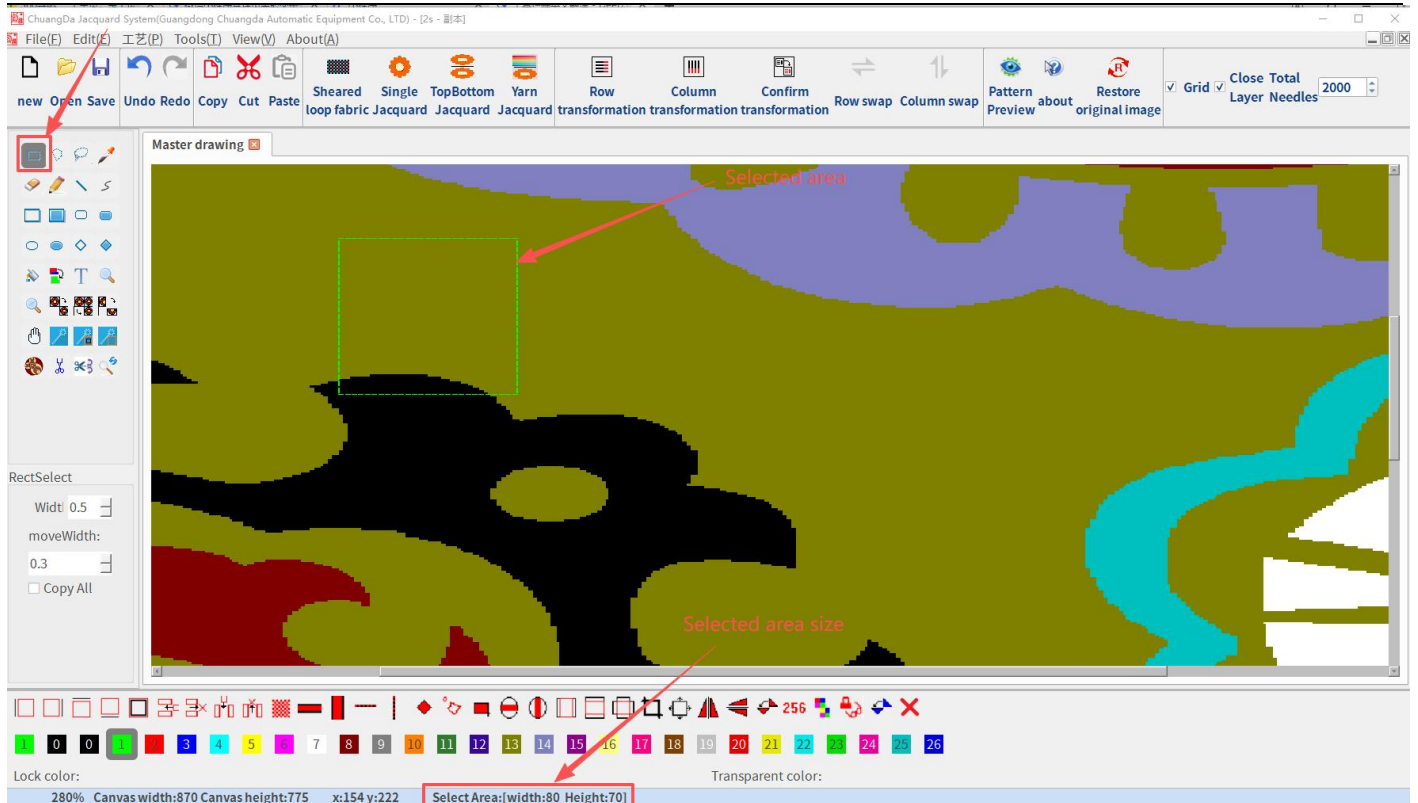 ChuangDa Jacquard System(Guangdong Chuangda Automatic Equipment Co., LTD) - [2s - 副本]
File(F) Edit(E) 工艺(P) Tools(T) View(V) About(A)
new Open Save Undo Redo Copy Cut Paste
Sheared loop fabric
Single Jacquard
TopBottom Jacquard
Yarn Jacquard
Row transformation
Column transformation
Confirm transformation
Row swap Column swap
Pattern Preview
about
Restore original image
Grid
Close Layer
Total Needles
2000
Master drawing
Selected area
RectSelect
Widt 0.5
moveWidth:
0.3
Copy All
Selected area size
256
1 0 0 1 2 3 4 5 6 7 8 9 10 11 12 13 14 15 16 17 18 19 20 21 22 23 24 25 26
Lock color:
Transparent color:
280% Canvas width:870 Canvas height:775 x:154 y:222 Select Area:[width:80 Height:70]